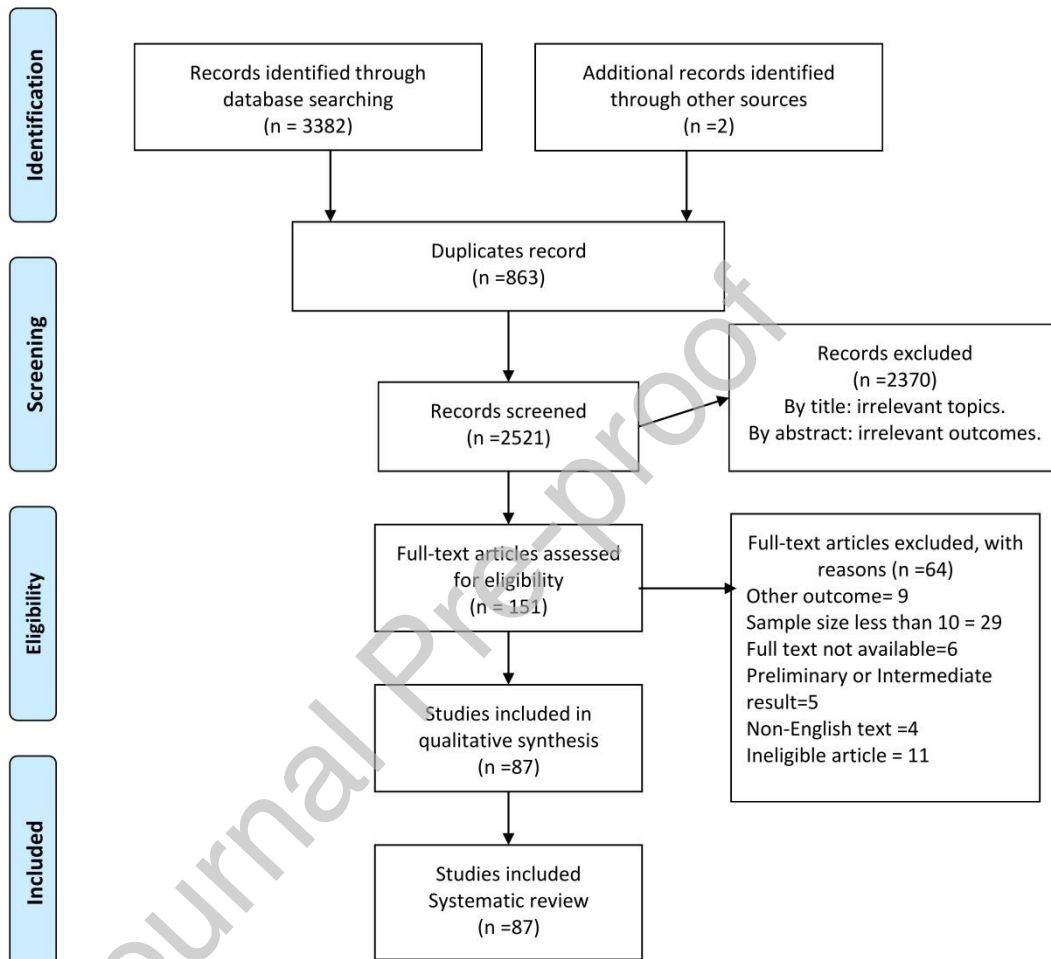 Identification
Records identified through
database searching
(n = 3382)
Additional records identified
through other sources
(n =2)
Duplicates record
(n =863)
Screening
Records screened
(n =2521)
Records excluded
(n =2370)
By title: irrelevant topics.
By abstract: irrelevant outcomes.
Eligibility
Full-text articles assessed
for eligibility
(n = 151)
Full-text articles excluded, with
reasons (n =64)
Other outcome= 9
Sample size less than 10 = 29
Full text not available=6
Preliminary or Intermediate
result=5
Non-English text =4
Ineligible article = 11
Studies included in
qualitative synthesis
(n =87)
Included
Studies included
Systematic review
(n =87)
Journal Pre-proof